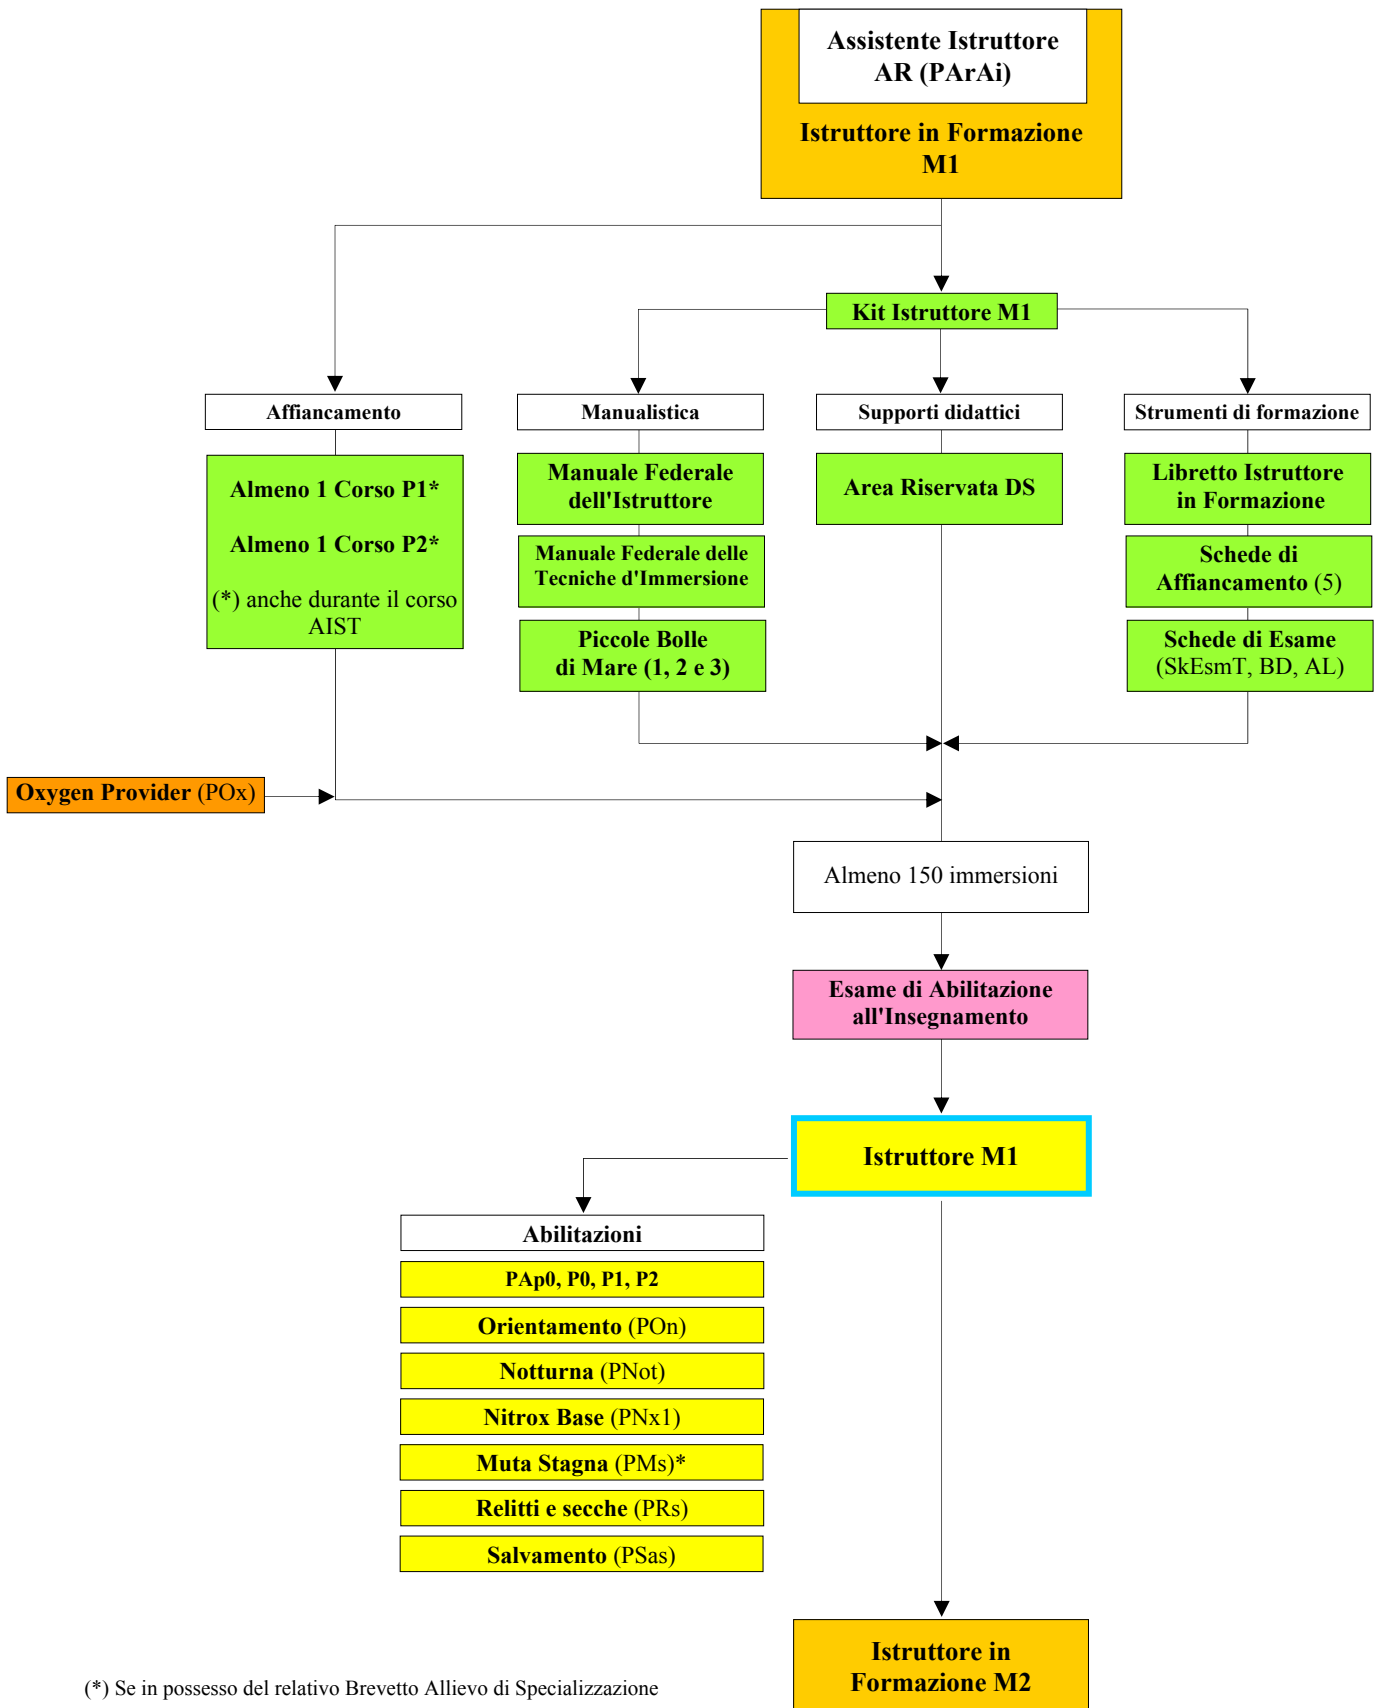 Assistente Istruttore
AR (PArAi)
Istruttore in Formazione
M1
Kit Istruttore M1
Affiancamento
Manualistica
Supporti didattici
Strumenti di formazione
Almeno 1 Corso P1*
Almeno 1 Corso P2*
(*) anche durante il corso
AIST
Manuale Federale
dell'Istruttore
Manuale Federale delle
Tecniche d'Immersione
Piccole Bolle
di Mare (1, 2 e 3)
Area Riservata DS
Libretto Istruttore
in Formazione
Schede di
Affiancamento (5)
Schede di Esame
(SkEsmT, BD, AL)
Oxygen Provider (POx)
Almeno 150 immersioni
Esame di Abilitazione
all'Insegnamento
Istruttore M1
Abilitazioni
PAp0, P0, P1, P2
Orientamento (POn)
Notturna (PNot)
Nitrox Base (PNx1)
Muta Stagna (PMs)*
Relitti e secche (PRs)
Salvamento (PSas)
Istruttore in
Formazione M2
(*) Se in possesso del relativo Brevetto Allievo di Specializzazione